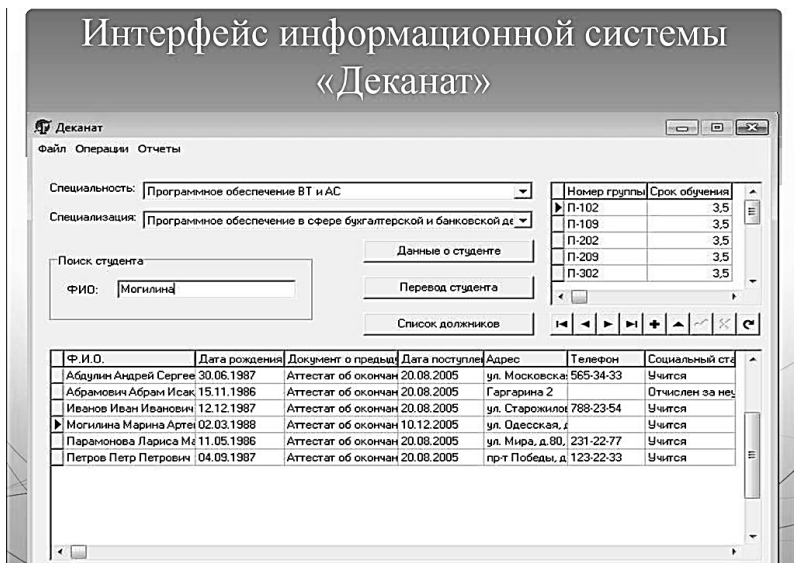 Интерфейс информационной системы
«Деканат»
Деканат
Файл Операции Отчеты
Специальность: Программное обеспечение ВТ и АС
Специализация: Программное обеспечение в сфере бухгалтерской и банковской де
Поиск студента
ФИО: Могилина
Данные о студенте
Перевод студента
Список должников
Номер группы Срок обучения
П-102 3,5
П-109 3,5
П-202 3,5
П-209 3,5
П-302 3,5
Ф.И.О. Дата рождения Документ о предыду Дата поступлен Адрес Телефон Социальный ста
Абдулин Андрей Сергее 30.06.1987 Аттестат об окончан 20.08.2005 ул. Московска: 565-34-33 Учится
Абрамович Абрам Исак 15.11.1986 Аттестат об окончан 20.08.2005 Гаргарина 2 Отчислен за неу
Иванов Иван Иванович 12.12.1987 Аттестат об окончан 20.08.2005 ул. Старожилов 788-23-54 Учится
Могилина Марина Арте 02.03.1988 Аттестат об окончан 10.12.2005 ул. Одесская, д Учится
Парамонова Лариса Ма 11.05.1986 Аттестат об окончан 20.08.2005 ул. Мира, д.80, 231-22-77 Учится
Петров Петр Петрович 04.09.1987 Аттестат об окончан 20.08.2005 пр-т Победы, д 123-22-33 Учится